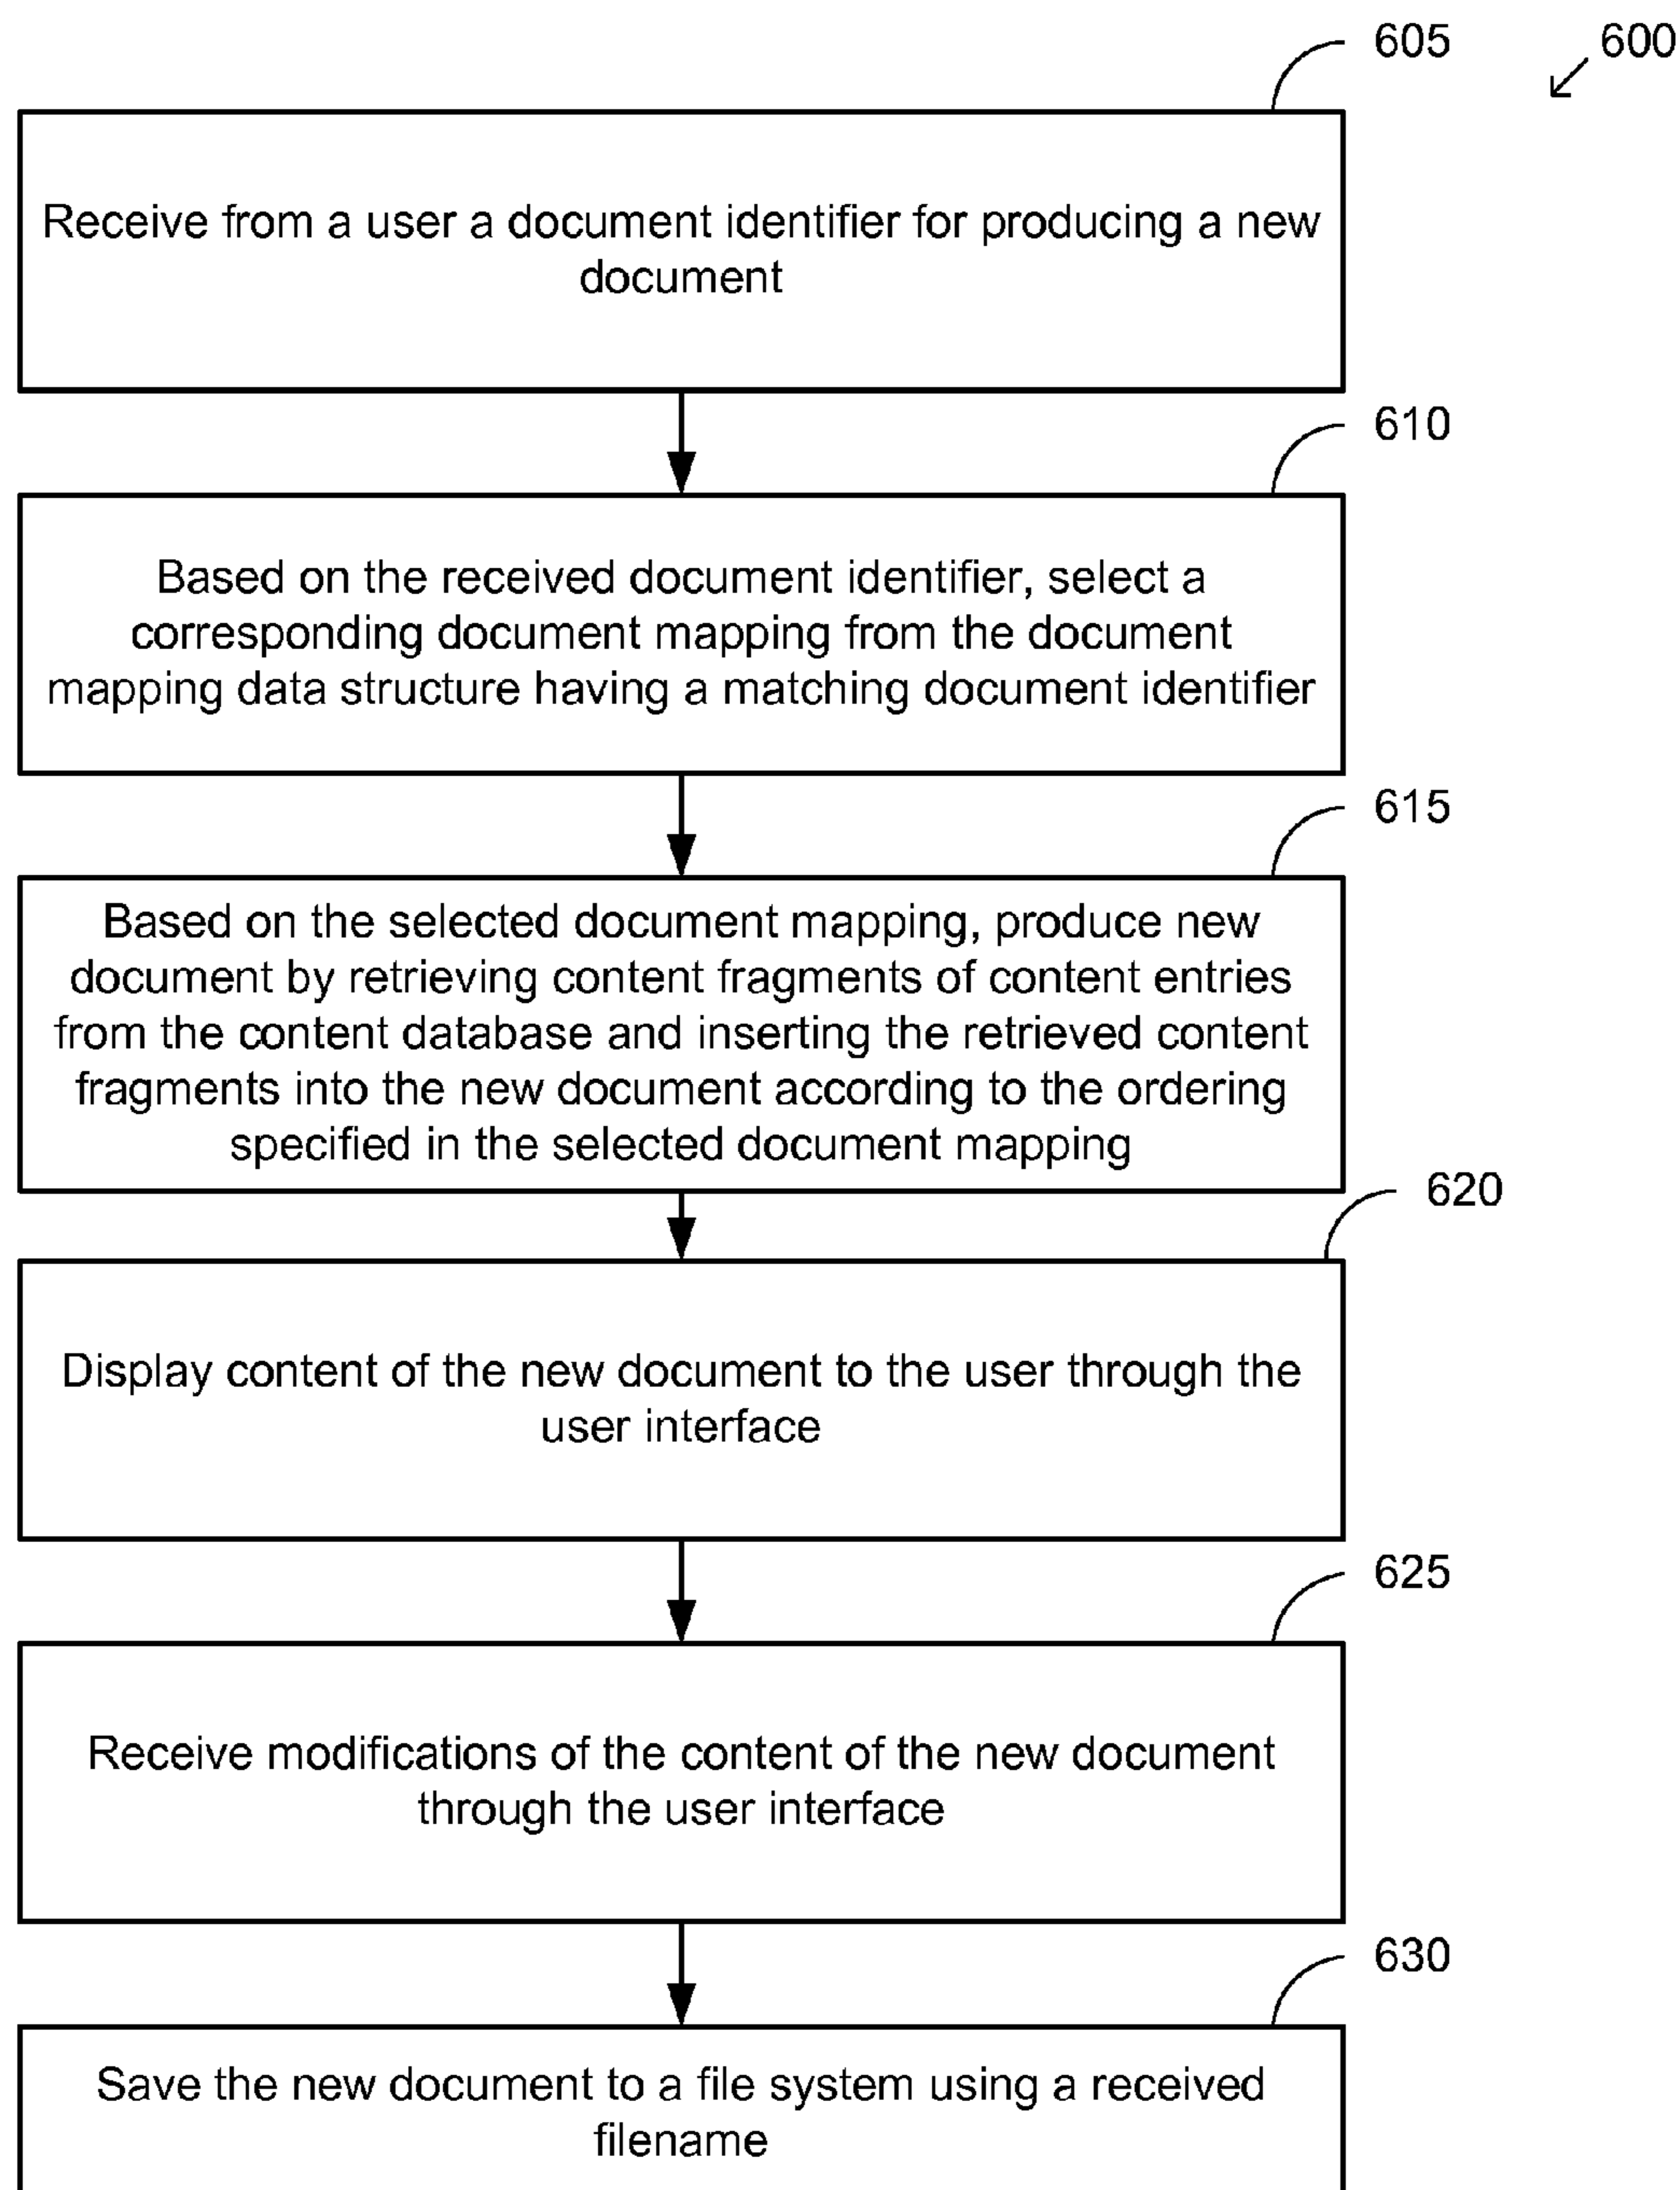 605
600
Receive from a user a document identifier for producing a new
document
610
Based on the received document identifier, select a
corresponding document mapping from the document
mapping data structure having a matching document identifier
615
Based on the selected document mapping, produce new
document by retrieving content fragments of content entries
from the content database and inserting the retrieved content
fragments into the new document according to the ordering
specified in the selected document mapping
620
Display content of the new document to the user through the
user interface
625
Receive modifications of the content of the new document
through the user interface
630
Save the new document to a file system using a received
filename